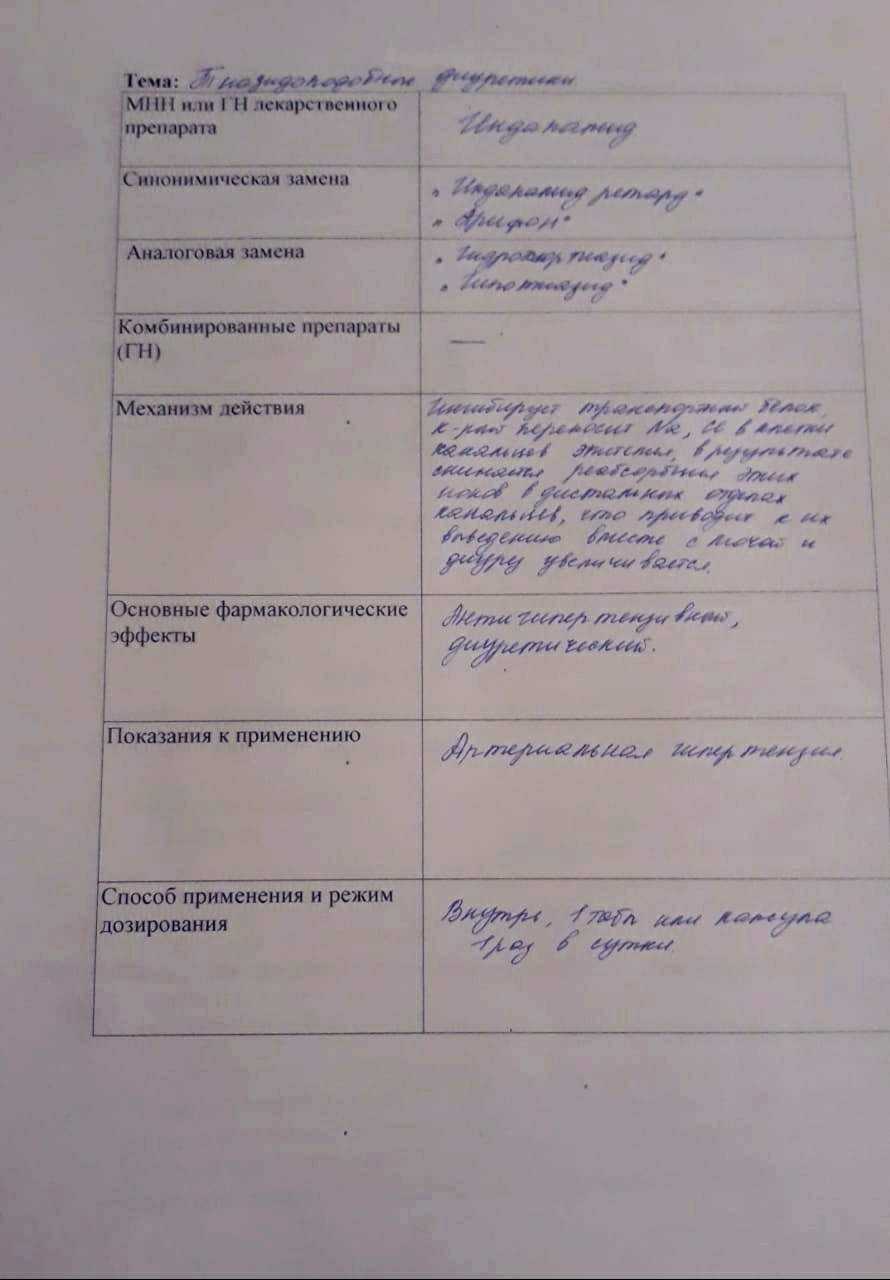 Тема: Тиазидоподобные диуретики.
МНН или ГН лекарственного
препарата
Индапамид
Синонимическая замена
"Индапамид ретард"
"Арифон"
Аналоговая замена
"Гидрохлортиазид"
"Гипотиазид"
Комбинированные препараты
(ГН)
—
Механизм действия
Ингибирует транспортный белок,
к-рый переносит Na, Cl в клетки
канальцев эпителия, в результате
снижается реабсорбция этих
ионов в дистальных отделах
канальцев, что приводит к их
выведению вместе с мочой и
диурез увеличивается.
Основные фармакологические
эффекты
Антигипертензивный,
диуретический.
Показания к применению
Артериальная гипертензия.
Способ применения и режим
дозирования
Внутрь, 1 табл или капсула
1 раз в сутки.